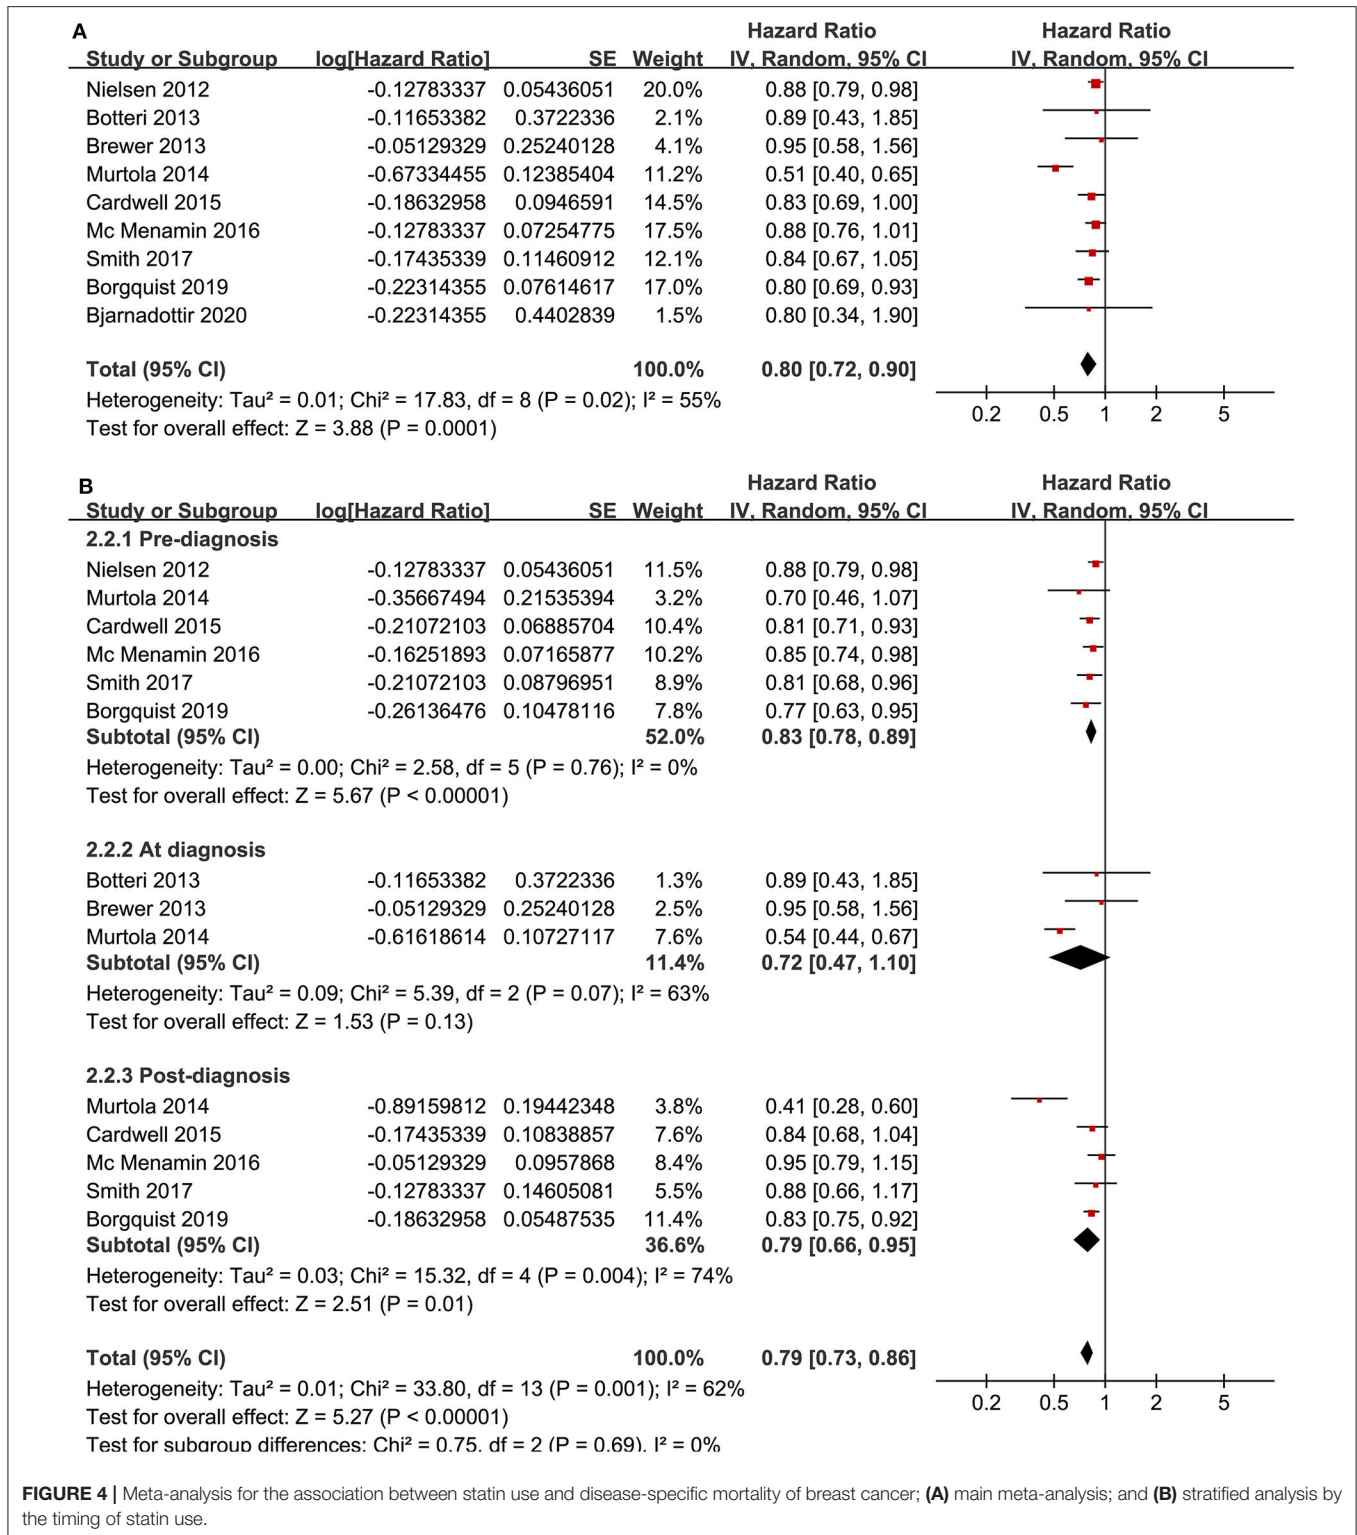 A
Hazard Ratio Hazard Ratio
Study or Subgroup log[Hazard Ratio] SE Weight IV, Random, 95% CI IV, Random, 95% CI
Nielsen 2012 -0.12783337 0.05436051 20.0% 0.88 [0.79, 0.98]
Botteri 2013 -0.11653382 0.3722336 2.1% 0.89 [0.43, 1.85]
Brewer 2013 -0.05129329 0.25240128 4.1% 0.95 [0.58, 1.56]
Murtola 2014 -0.67334455 0.12385404 11.2% 0.51 [0.40, 0.65]
Cardwell 2015 -0.18632958 0.0946591 14.5% 0.83 [0.69, 1.00]
Mc Menamin 2016 -0.12783337 0.07254775 17.5% 0.88 [0.76, 1.01]
Smith 2017 -0.17435339 0.11460912 12.1% 0.84 [0.67, 1.05]
Borgquist 2019 -0.22314355 0.07614617 17.0% 0.80 [0.69, 0.93]
Bjarnadottir 2020 -0.22314355 0.4402839 1.5% 0.80 [0.34, 1.90]
Total (95% CI) 100.0% 0.80 [0.72, 0.90]
Heterogeneity: Tau² = 0.01; Chi² = 17.83, df = 8 (P = 0.02); I² = 55%
0.2 0.5 1 2 5
Test for overall effect: Z = 3.88 (P = 0.0001)
B
Hazard Ratio Hazard Ratio
Study or Subgroup log[Hazard Ratio] SE Weight IV, Random, 95% CI IV, Random, 95% CI
2.2.1 Pre-diagnosis
Nielsen 2012 -0.12783337 0.05436051 11.5% 0.88 [0.79, 0.98]
Murtola 2014 -0.35667494 0.21535394 3.2% 0.70 [0.46, 1.07]
Cardwell 2015 -0.21072103 0.06885704 10.4% 0.81 [0.71, 0.93]
Mc Menamin 2016 -0.16251893 0.07165877 10.2% 0.85 [0.74, 0.98]
Smith 2017 -0.21072103 0.08796951 8.9% 0.81 [0.68, 0.96]
Borgquist 2019 -0.26136476 0.10478116 7.8% 0.77 [0.63, 0.95]
Subtotal (95% CI) 52.0% 0.83 [0.78, 0.89]
Heterogeneity: Tau² = 0.00; Chi² = 2.58, df = 5 (P = 0.76); I² = 0%
Test for overall effect: Z = 5.67 (P < 0.00001)
2.2.2 At diagnosis
Botteri 2013 -0.11653382 0.3722336 1.3% 0.89 [0.43, 1.85]
Brewer 2013 -0.05129329 0.25240128 2.5% 0.95 [0.58, 1.56]
Murtola 2014 -0.61618614 0.10727117 7.6% 0.54 [0.44, 0.67]
Subtotal (95% CI) 11.4% 0.72 [0.47, 1.10]
Heterogeneity: Tau² = 0.09; Chi² = 5.39, df = 2 (P = 0.07); I² = 63%
Test for overall effect: Z = 1.53 (P = 0.13)
2.2.3 Post-diagnosis
Murtola 2014 -0.89159812 0.19442348 3.8% 0.41 [0.28, 0.60]
Cardwell 2015 -0.17435339 0.10838857 7.6% 0.84 [0.68, 1.04]
Mc Menamin 2016 -0.05129329 0.0957868 8.4% 0.95 [0.79, 1.15]
Smith 2017 -0.12783337 0.14605081 5.5% 0.88 [0.66, 1.17]
Borgquist 2019 -0.18632958 0.05487535 11.4% 0.83 [0.75, 0.92]
Subtotal (95% CI) 36.6% 0.79 [0.66, 0.95]
Heterogeneity: Tau² = 0.03; Chi² = 15.32, df = 4 (P = 0.004); I² = 74%
Test for overall effect: Z = 2.51 (P = 0.01)
Total (95% CI) 100.0% 0.79 [0.73, 0.86]
Heterogeneity: Tau² = 0.01; Chi² = 33.80, df = 13 (P = 0.001); I² = 62%
0.2 0.5 1 2 5
Test for overall effect: Z = 5.27 (P < 0.00001)
Test for subgroup differences: Chi² = 0.75, df = 2 (P = 0.69), I² = 0%
FIGURE 4 | Meta-analysis for the association between statin use and disease-specific mortality of breast cancer; (A) main meta-analysis; and (B) stratified analysis by
the timing of statin use.